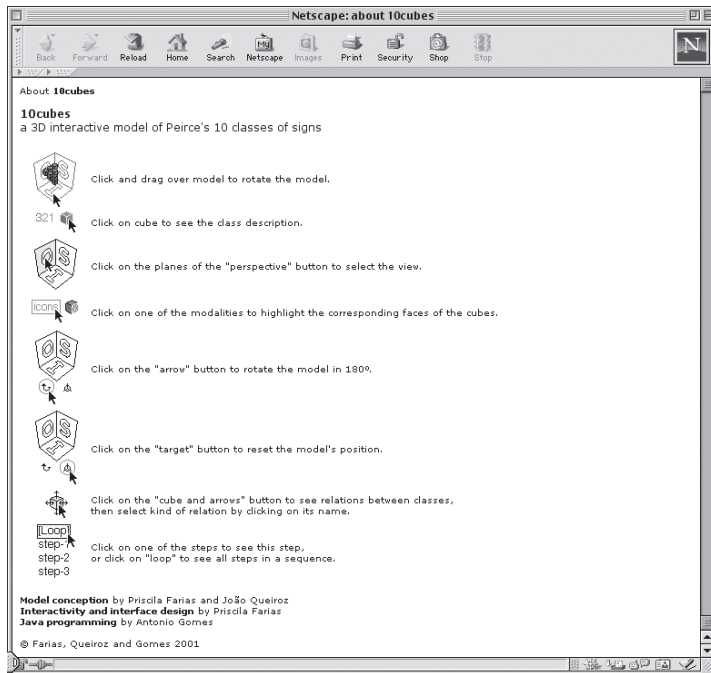 Netscape: about 10cubes
Back Forward Reload Home Search Netscape Images Print Security Shop Stop
My
N
About 10cubes
10cubes
a 3D interactive model of Peirce's 10 classes of signs
O S I
Click and drag over model to rotate the model.
321
Click on cube to see the class description.
O S I
Click on the planes of the "perspective" button to select the view.
icons
Click on one of the modalities to highlight the corresponding faces of the cubes.
O S I
Click on the "arrow" button to rotate the model in 180º.
O S I
Click on the "target" button to reset the model's position.
Click on the "cube and arrows" button to see relations between classes,
then select kind of relation by clicking on its name.
[Loop]
step-1
step-2
step-3
Click on one of the steps to see this step,
or click on "loop" to see all steps in a sequence.
Model conception by Priscila Farias and João Queiroz
Interactivity and interface design by Priscila Farias
Java programming by Antonio Gomes
© Farias, Queiroz and Gomes 2001